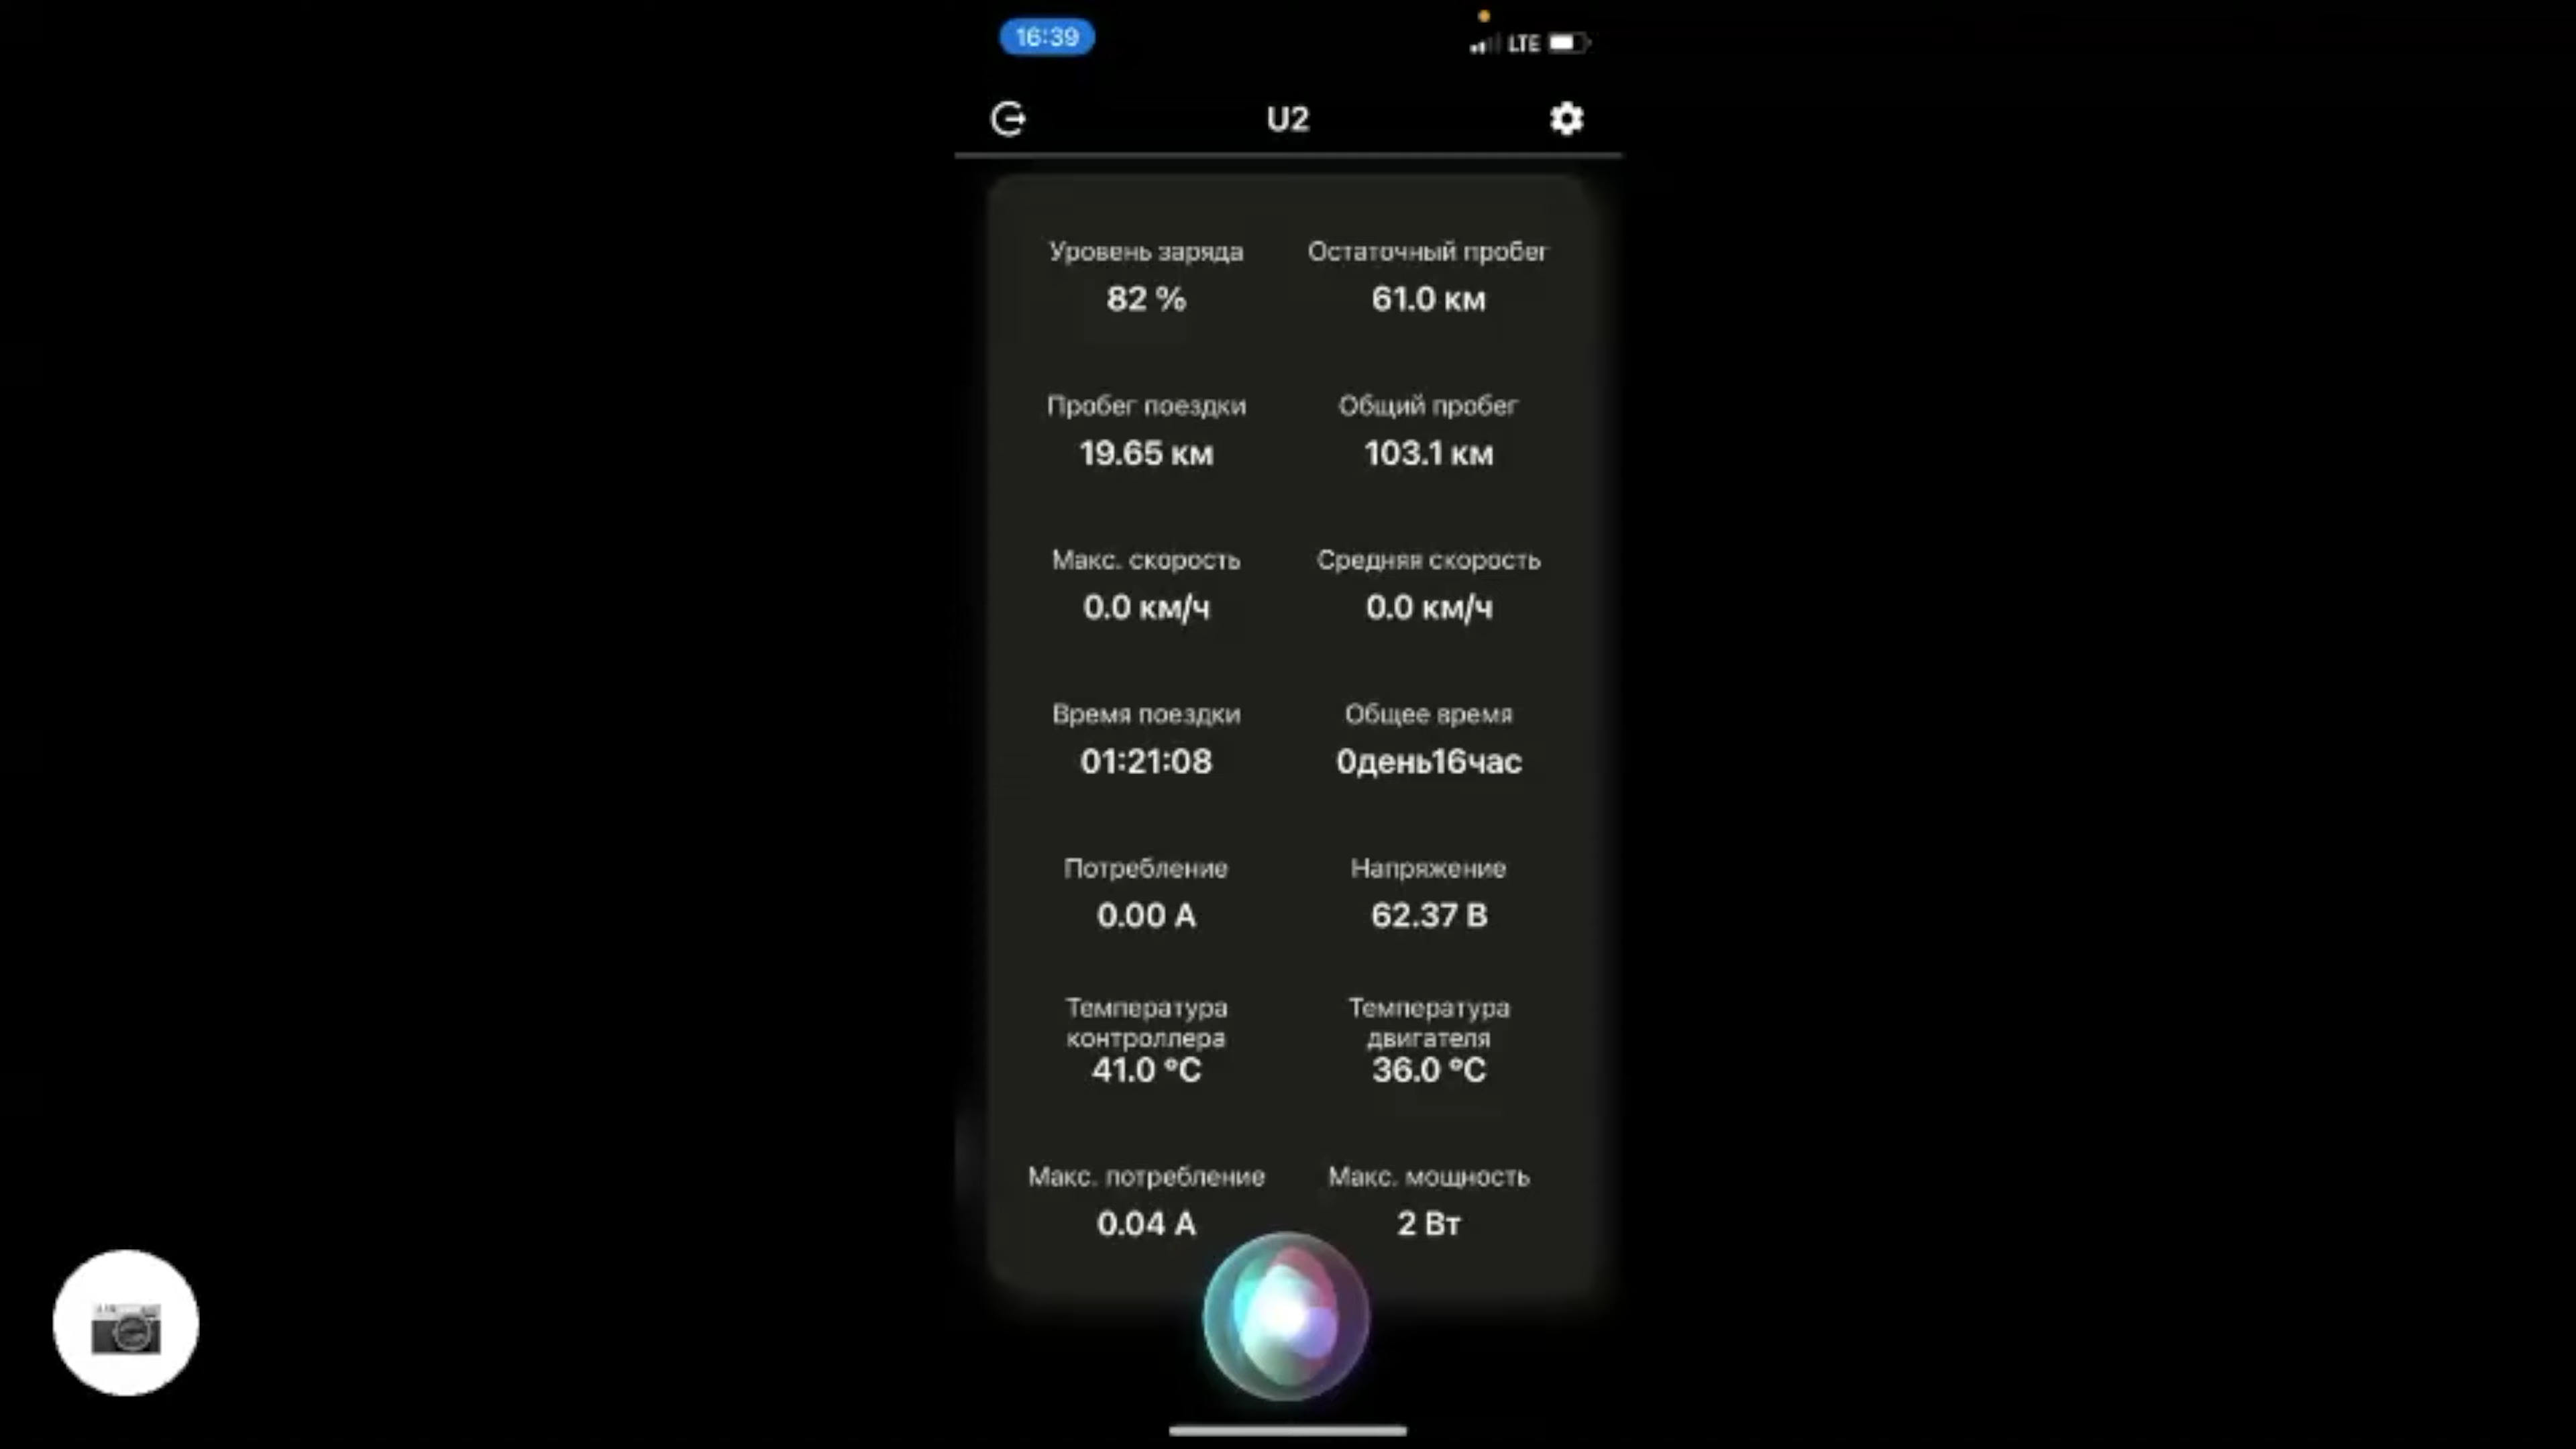 16:39
LTE
U2
Уровень заряда
Остаточный пробег
82 %
61.0 км
Пробег поездки
Общий пробег
19.65 км
103.1 км
Макс. скорость
Средняя скорость
0.0 км/ч
0.0 км/ч
Время поездки
Общее время
01:21:08
0день16час
Потребление
Напряжение
0.00 А
62.37 В
Температура
контроллера
Температура
двигателя
41.0 °C
36.0 °C
Макс. потребление
Макс. мощность
0.04 А
2 Вт